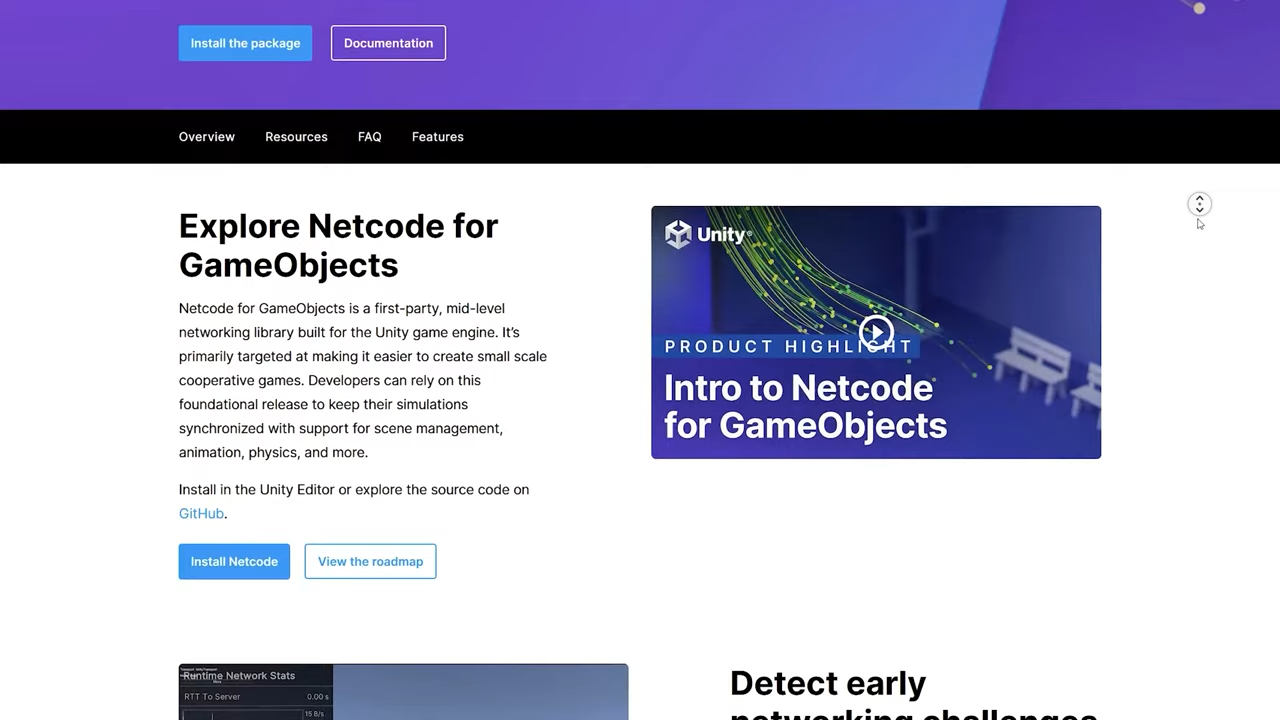 Install the package
Documentation
Overview
Resources
FAQ
Features
Explore Netcode for
GameObjects
Netcode for GameObjects is a first-party, mid-level
networking library built for the Unity game engine. It’s
primarily targeted at making it easier to create small scale
cooperative games. Developers can rely on this
foundational release to keep their simulations
synchronized with support for scene management,
animation, physics, and more.
Install in the Unity Editor or explore the source code on
GitHub.
Install Netcode
View the roadmap
Unity®
PRODUCT HIGHLIGHT
Intro to Netcode
for GameObjects
Runtime Network Stats
RTT To Server 0.00 s
15 B/s
Detect early
networking challenges